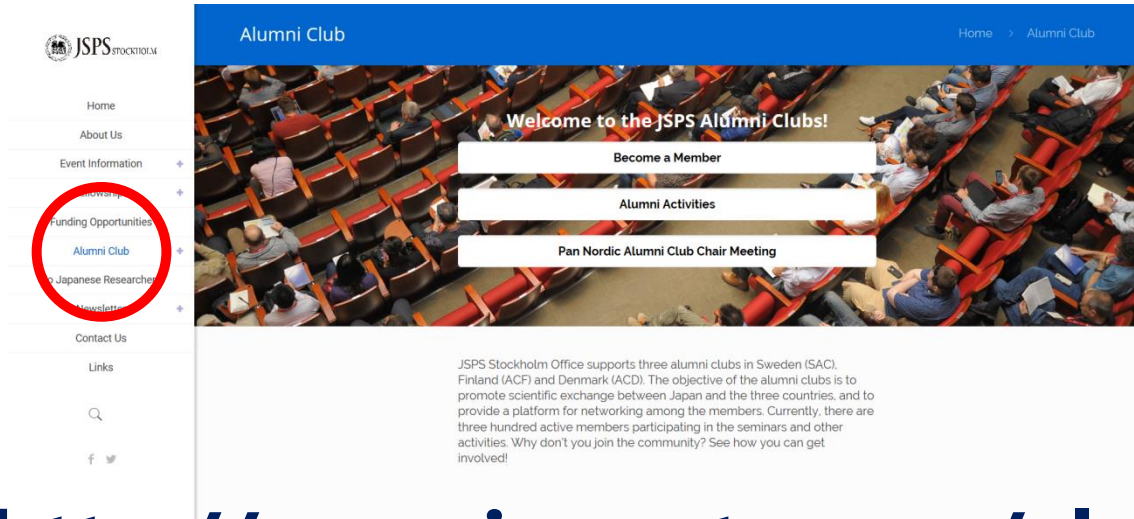 JSPS STOCKHOLM
Home
About Us
Event Information +
+
Funding Opportunities
Alumni Club +
Japanese Researcher
Newslette +
Contact Us
Links
Alumni Club
Home > Alumni Club
Welcome to the JSPS Alumni Clubs!
Become a Member
Alumni Activities
Pan Nordic Alumni Club Chair Meeting
JSPS Stockholm Office supports three alumni clubs in Sweden (SAC),
Finland (ACF) and Denmark (ACD). The objective of the alumni clubs is to
promote scientific exchange between Japan and the three countries, and to
provide a platform for networking among the members. Currently, there are
three hundred active members participating in the seminars and other
activities. Why don't you join the community? See how you can get
involved!